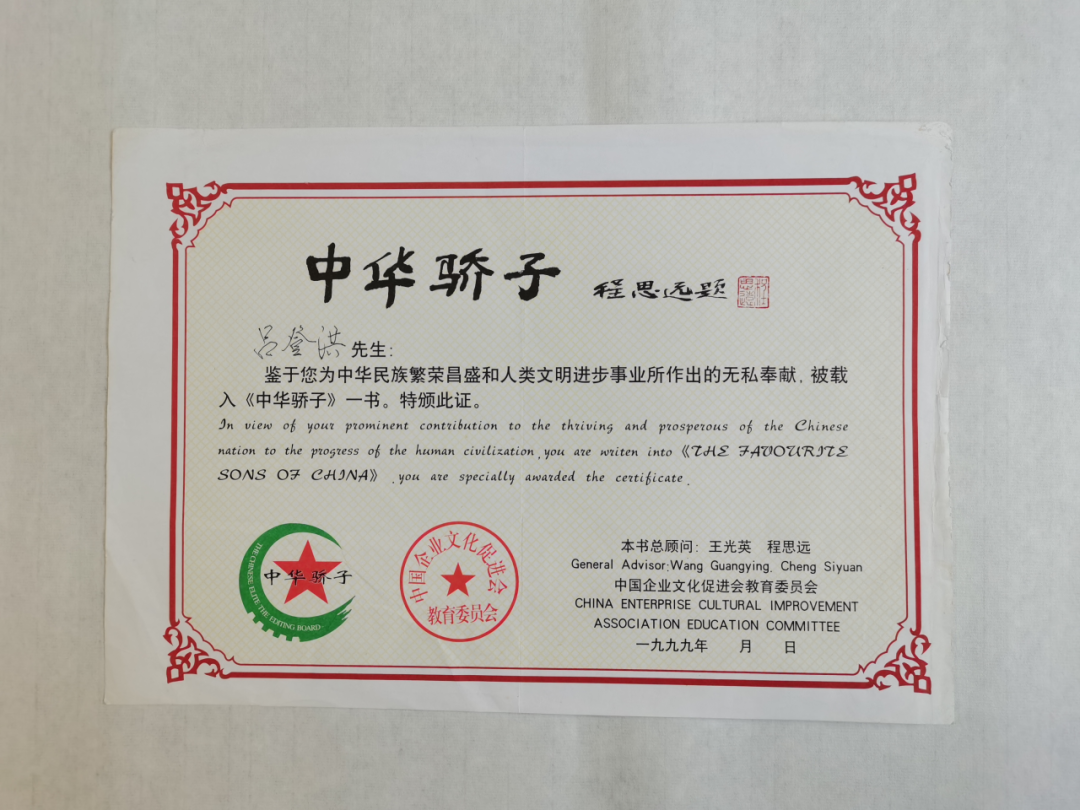 中华骄子 程思远题
吕登洪先生：
鉴于您为中华民族繁荣昌盛和人类文明进步事业所作出的无私奉献，被载
入《中华骄子》一书。特颁此证。
In view of your prominent contribution to the thriving and prosperous of the Chinese
nation to the progress of the human civilization,you are writen into《THE FAVOURITE
SONS OF CHINA》,you are specially awarded the certificate.
THE CHINESE ELITE THE EDITING BOARD
中华骄子
中国企业文化促进会
教育委员会
本书总顾问：王光英 程思远
General Advisor:Wang Guangying, Cheng Siyuan
中国企业文化促进会教育委员会
CHINA ENTERPRISE CULTURAL IMPROVEMENT
ASSOCIATION EDUCATION COMMITTEE
一九九九年 月 日